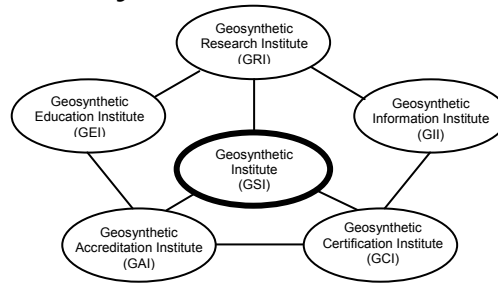 Geosynthetic
Research Institute
(GRI)
Geosynthetic
Education Institute
(GEI)
Geosynthetic
Information Institute
(GII)
Geosynthetic
Institute
(GSI)
Geosynthetic
Accreditation Institute
(GAI)
Geosynthetic
Certification Institute
(GCI)